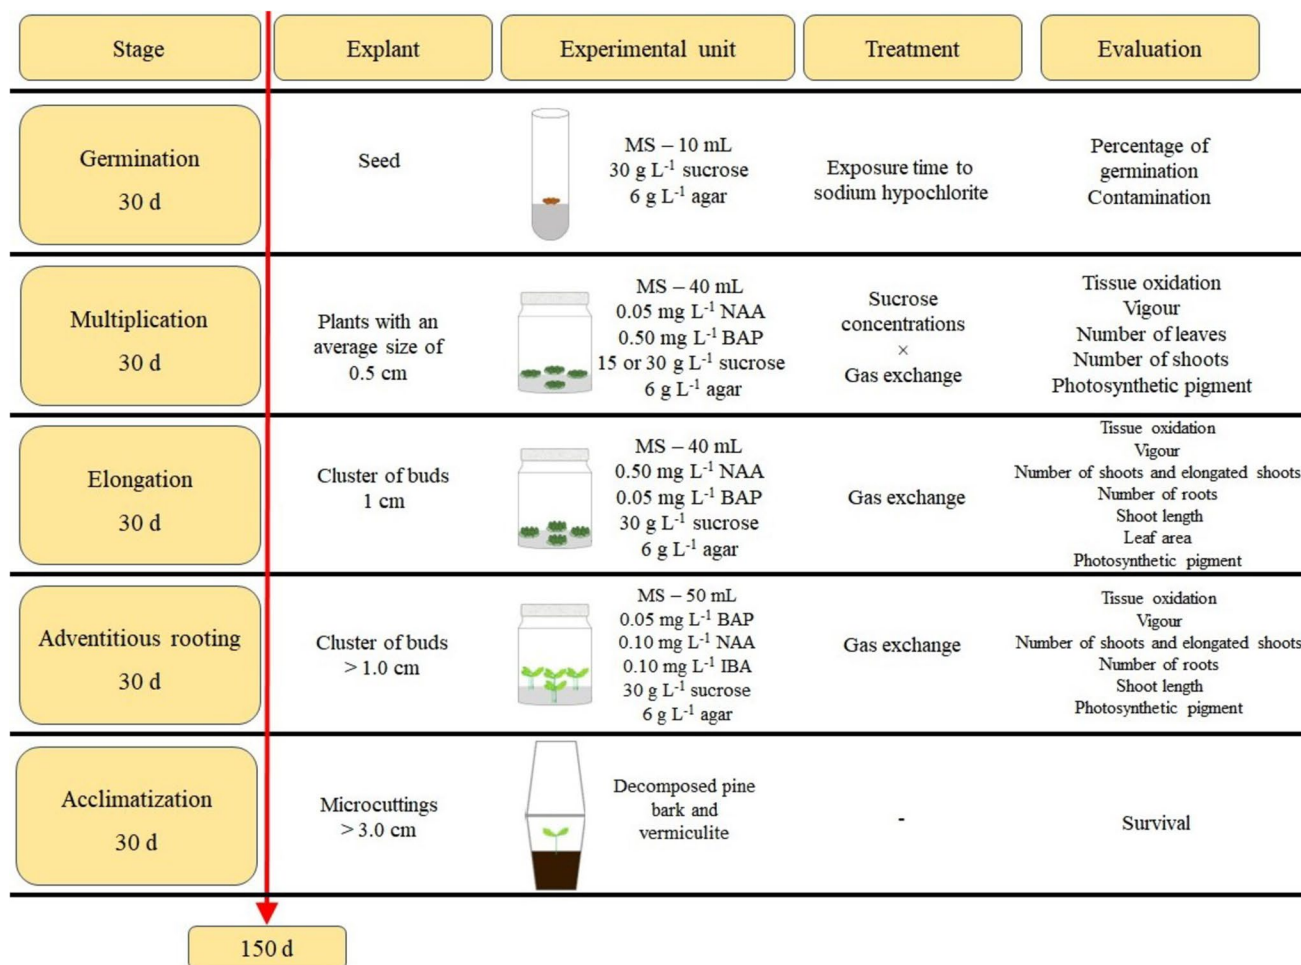 Stage
Explant
Experimental unit
Treatment
Evaluation
Germination
30 d
Seed
MS – 10 mL
30 g L⁻¹ sucrose
6 g L⁻¹ agar
Exposure time to
sodium hypochlorite
Percentage of
germination
Contamination
Multiplication
30 d
Plants with an
average size of
0.5 cm
MS – 40 mL
0.05 mg L⁻¹ NAA
0.50 mg L⁻¹ BAP
15 or 30 g L⁻¹ sucrose
6 g L⁻¹ agar
Sucrose
concentrations
×
Gas exchange
Tissue oxidation
Vigour
Number of leaves
Number of shoots
Photosynthetic pigment
Elongation
30 d
Cluster of buds
1 cm
MS – 40 mL
0.50 mg L⁻¹ NAA
0.05 mg L⁻¹ BAP
30 g L⁻¹ sucrose
6 g L⁻¹ agar
Gas exchange
Tissue oxidation
Vigour
Number of shoots and elongated shoots
Number of roots
Shoot length
Leaf area
Photosynthetic pigment
Adventitious rooting
30 d
Cluster of buds
> 1.0 cm
MS – 50 mL
0.05 mg L⁻¹ BAP
0.10 mg L⁻¹ NAA
0.10 mg L⁻¹ IBA
30 g L⁻¹ sucrose
6 g L⁻¹ agar
Gas exchange
Tissue oxidation
Vigour
Number of shoots and elongated shoots
Number of roots
Shoot length
Photosynthetic pigment
Acclimatization
30 d
Microcuttings
> 3.0 cm
Decomposed pine
bark and
vermiculite
-
Survival
150 d